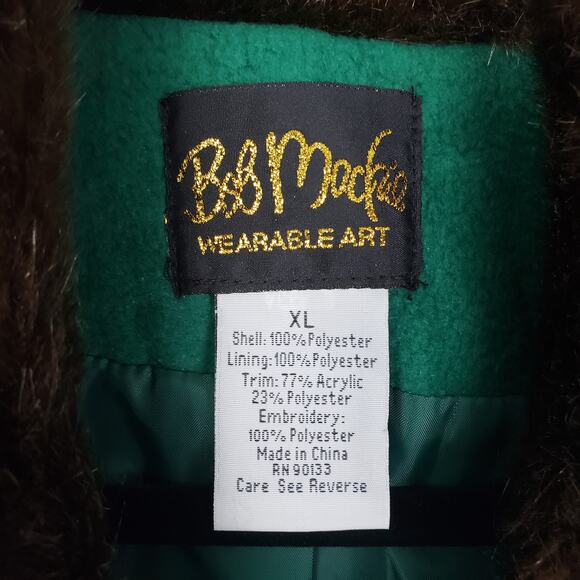 Bob Mackie
WEARABLE ART
XL
Shell: 100% Polyester
Lining: 100% Polyester
Trim: 77% Acrylic
23% Polyester
Embroidery:
100% Polyester
Made in China
RN 90133
Care See Reverse